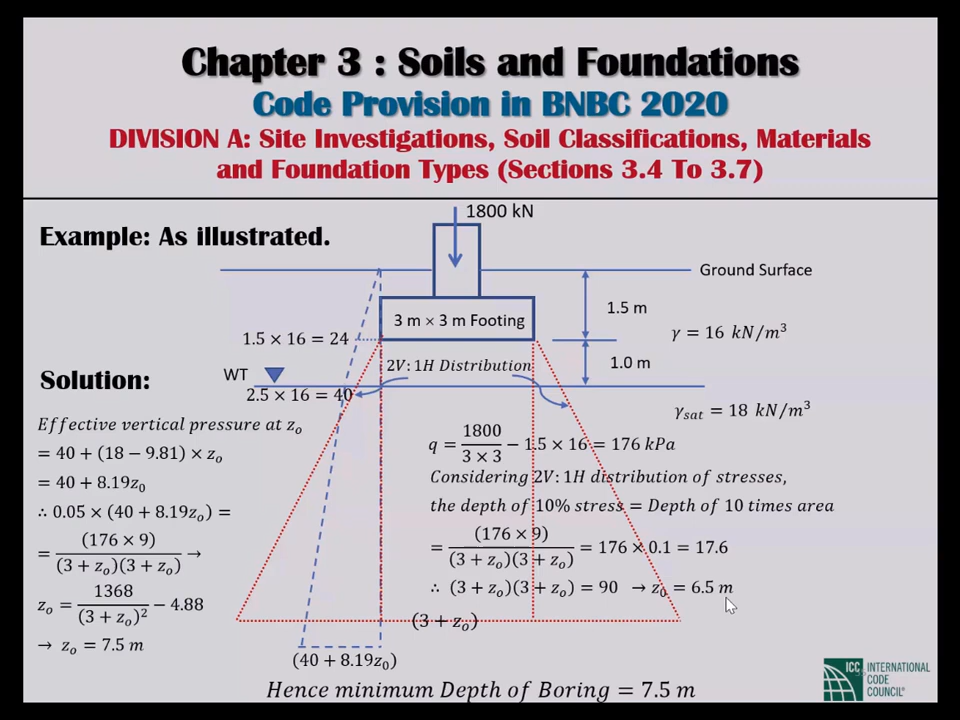 Chapter 3 : Soils and Foundations
Code Provision in BNBC 2020
DIVISION A: Site Investigations, Soil Classifications, Materials
and Foundation Types (Sections 3.4 To 3.7)
Example: As illustrated.
1800 kN
Ground Surface
1.5 m
3 m × 3 m Footing
γ = 16 kN/m³
1.5 × 16 = 24
1.0 m
2V: 1H Distribution
WT
2.5 × 16 = 40
γsat = 18 kN/m³
Solution:
Effective vertical pressure at zₒ
= 40 + (18 − 9.81) × zₒ
= 40 + 8.19z₀
∴ 0.05 × (40 + 8.19zₒ) =
= (176 × 9) / (3 + zₒ)(3 + zₒ) →
zₒ = 1368 / (3 + zₒ)² − 4.88
→ zₒ = 7.5 m
q = 1800 / 3 × 3 − 1.5 × 16 = 176 kPa
Considering 2V: 1H distribution of stresses,
the depth of 10% stress = Depth of 10 times area
= (176 × 9) / (3 + zₒ)(3 + zₒ) = 176 × 0.1 = 17.6
∴ (3 + zₒ)(3 + zₒ) = 90 → z₀ = 6.5 m
(3 + zₒ)
(40 + 8.19z₀)
Hence minimum Depth of Boring = 7.5 m
ICC INTERNATIONAL
CODE
COUNCIL®